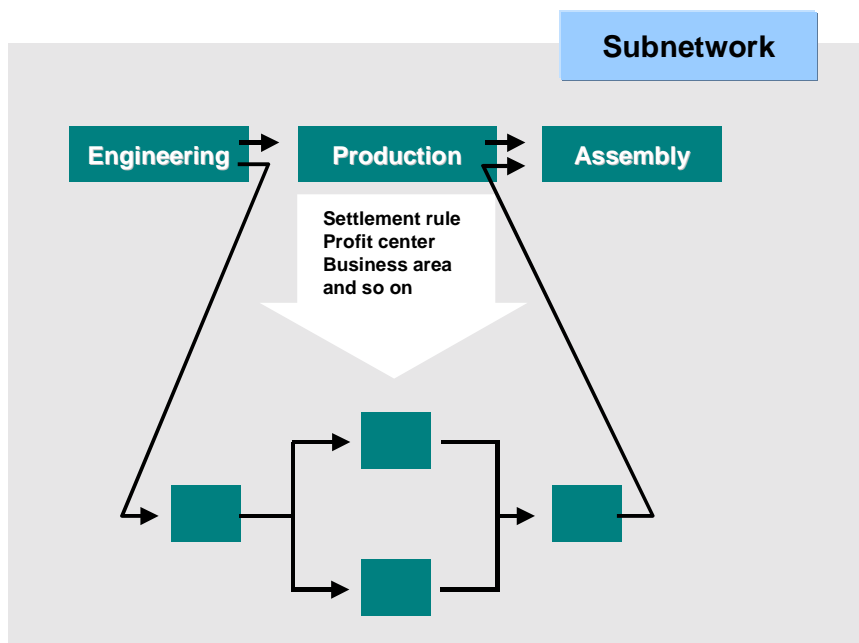 Subnetwork
Engineering
Production
Assembly
Settlement rule
Profit center
Business area
and so on